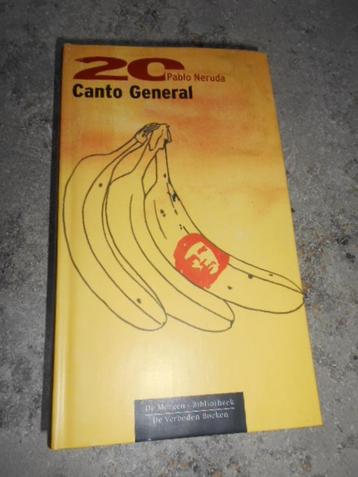 20
Pablo Neruda
Canto General
De Morgen - Bibliotheek
De Verboden Boeken